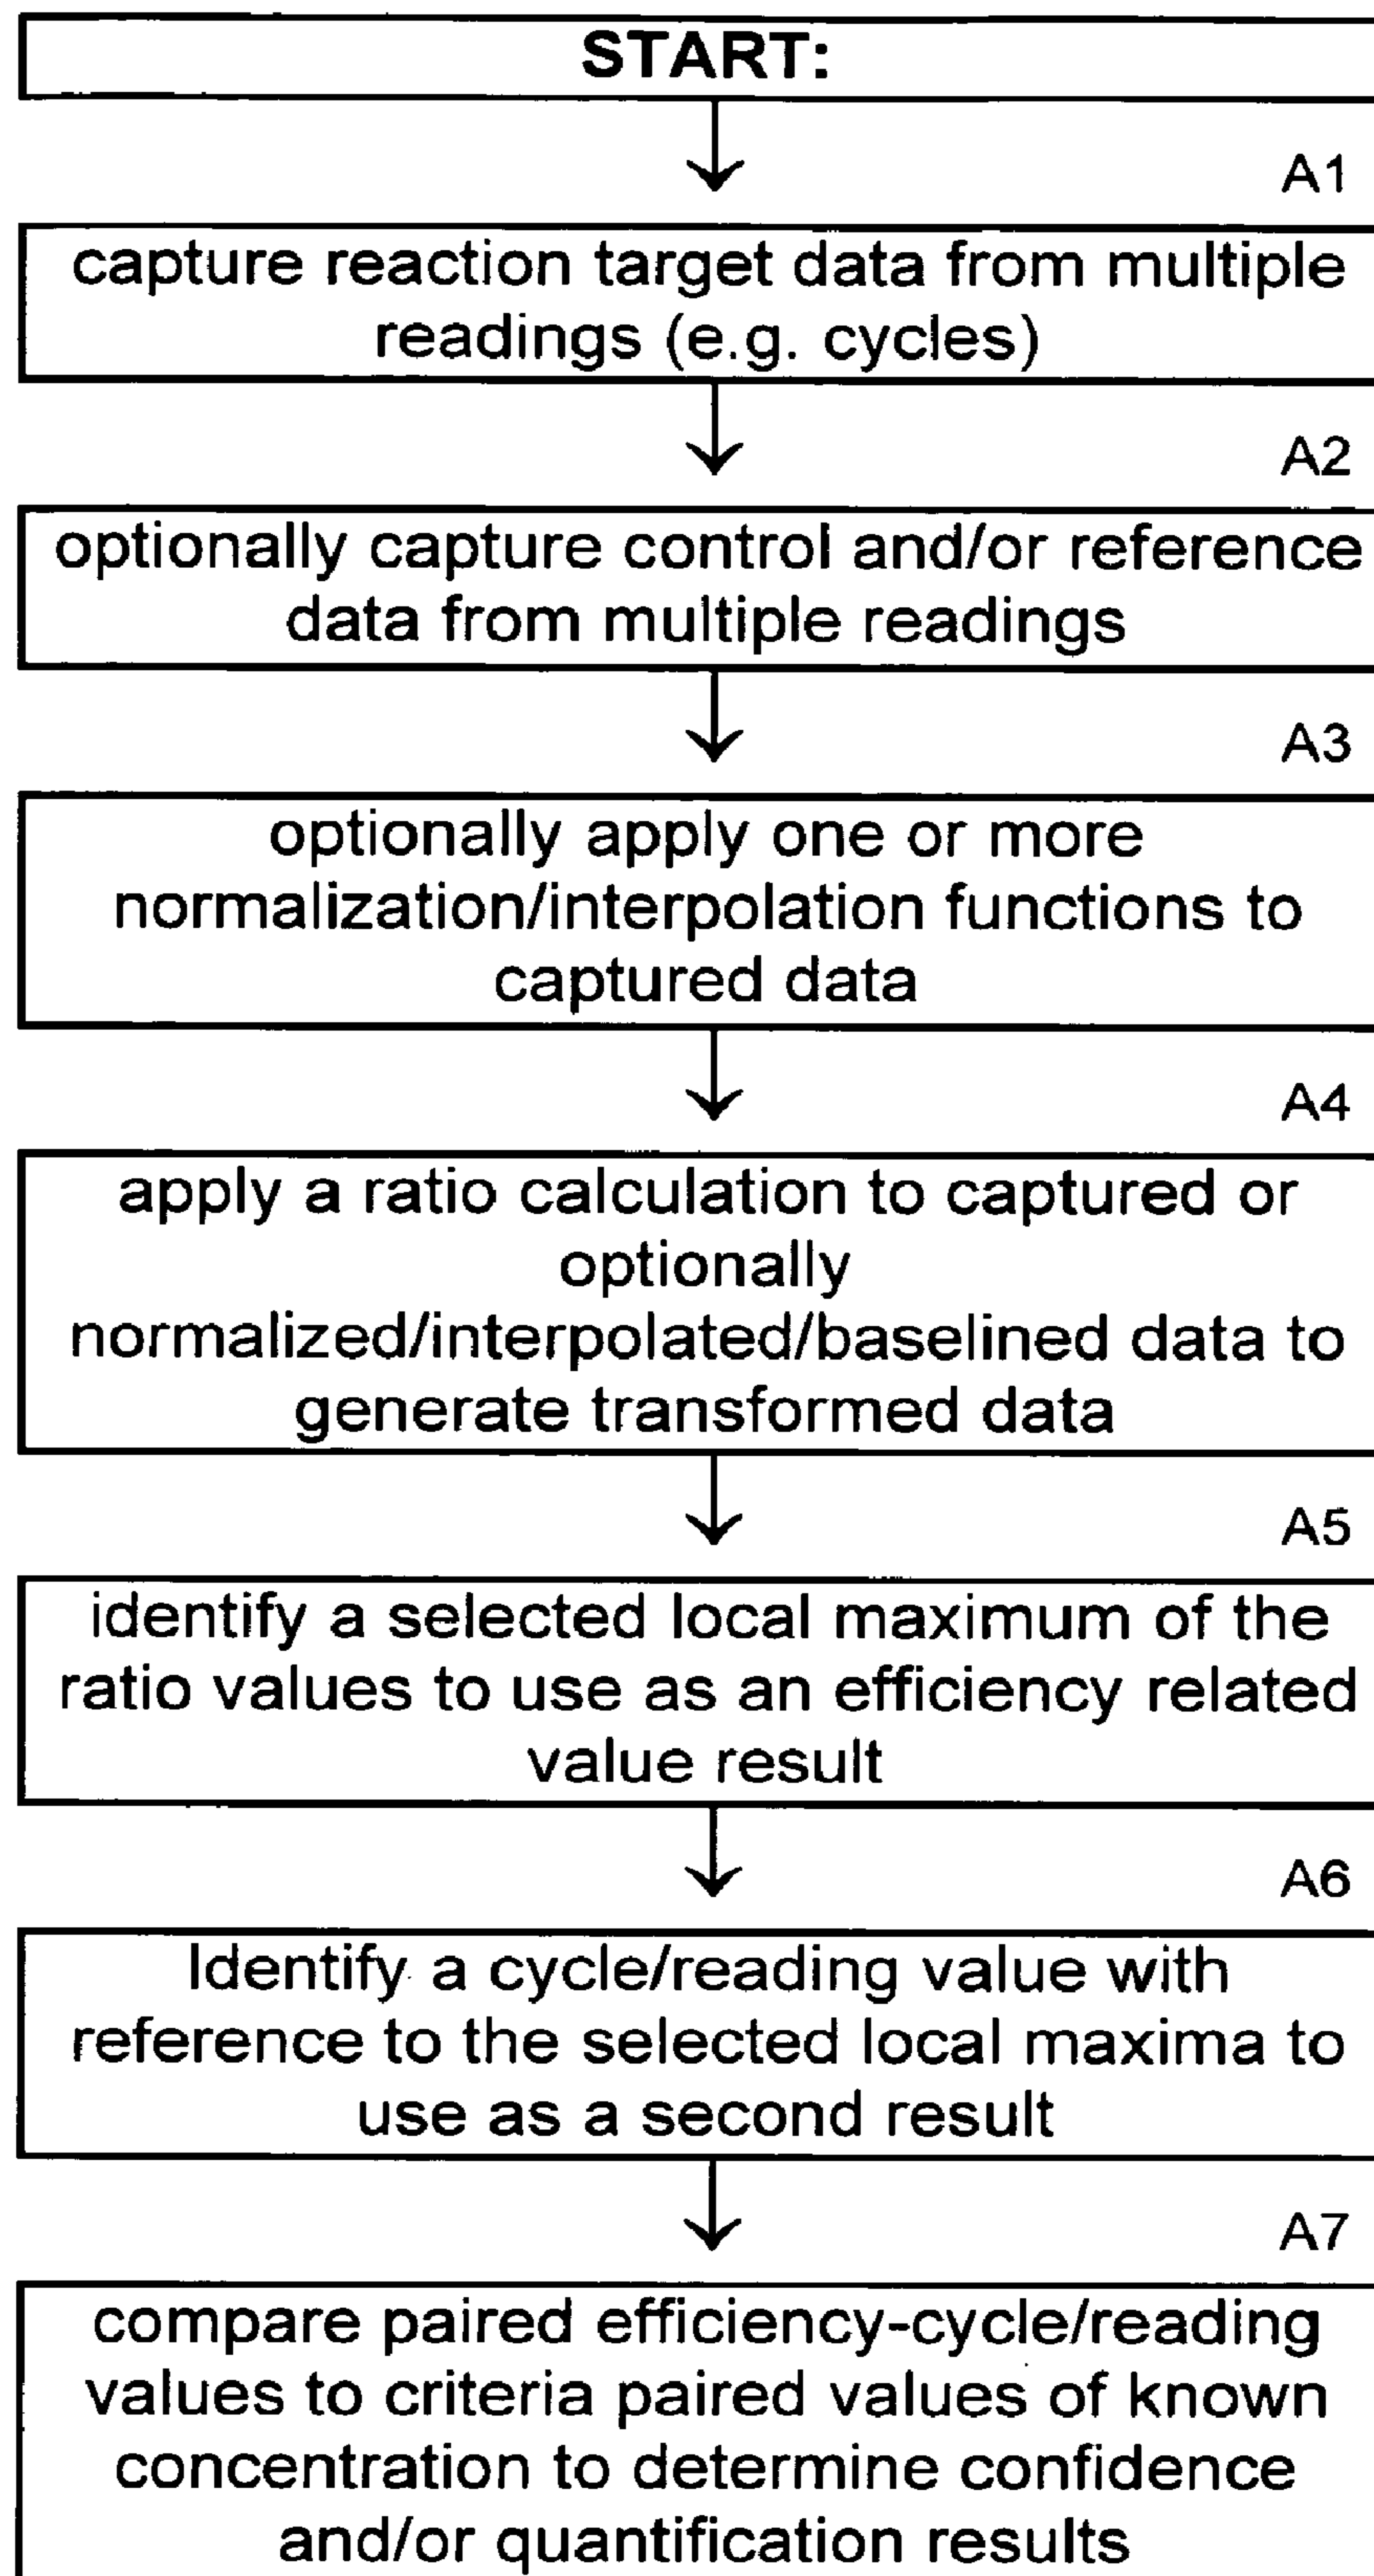 START:
A1
capture reaction target data from multiple
readings (e.g. cycles)
A2
optionally capture control and/or reference
data from multiple readings
A3
optionally apply one or more
normalization/interpolation functions to
captured data
A4
apply a ratio calculation to captured or
optionally
normalized/interpolated/baselined data to
generate transformed data
A5
identify a selected local maximum of the
ratio values to use as an efficiency related
value result
A6
Identify a cycle/reading value with
reference to the selected local maxima to
use as a second result
A7
compare paired efficiency-cycle/reading
values to criteria paired values of known
concentration to determine confidence
and/or quantification results